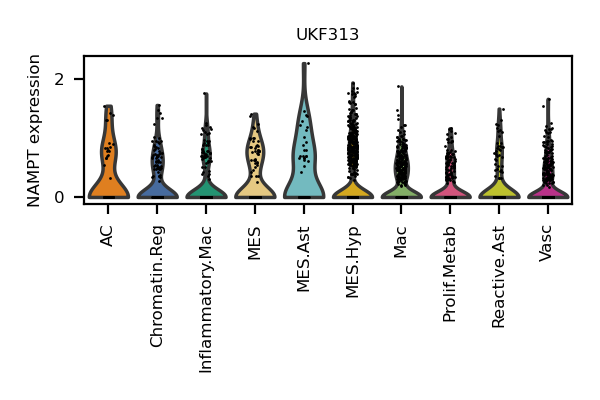 UKF313
NAMPT expression
2
0
AC
Chromatin.Reg
Inflammatory.Mac
MES
MES.Ast
MES.Hyp
Mac
Prolif.Metab
Reactive.Ast
Vasc